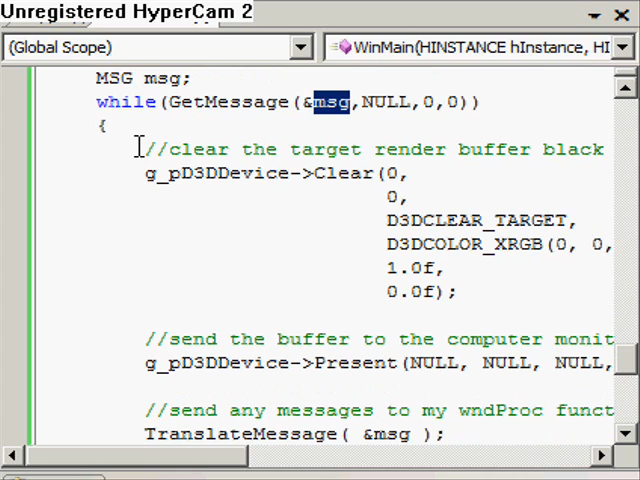 Unregistered HyperCam 2
(Global Scope)
WinMain(HINSTANCE hInstance, HI
MSG msg;
while(GetMessage(&msg,NULL,0,0))
{
//clear the target render buffer black
g_pD3DDevice->Clear(0,
0,
D3DCLEAR_TARGET,
D3DCOLOR_XRGB(0, 0,
1.0f,
0.0f);
//send the buffer to the computer monit
g_pD3DDevice->Present(NULL, NULL, NULL,
//send any messages to my wndProc funct
TranslateMessage( &msg );